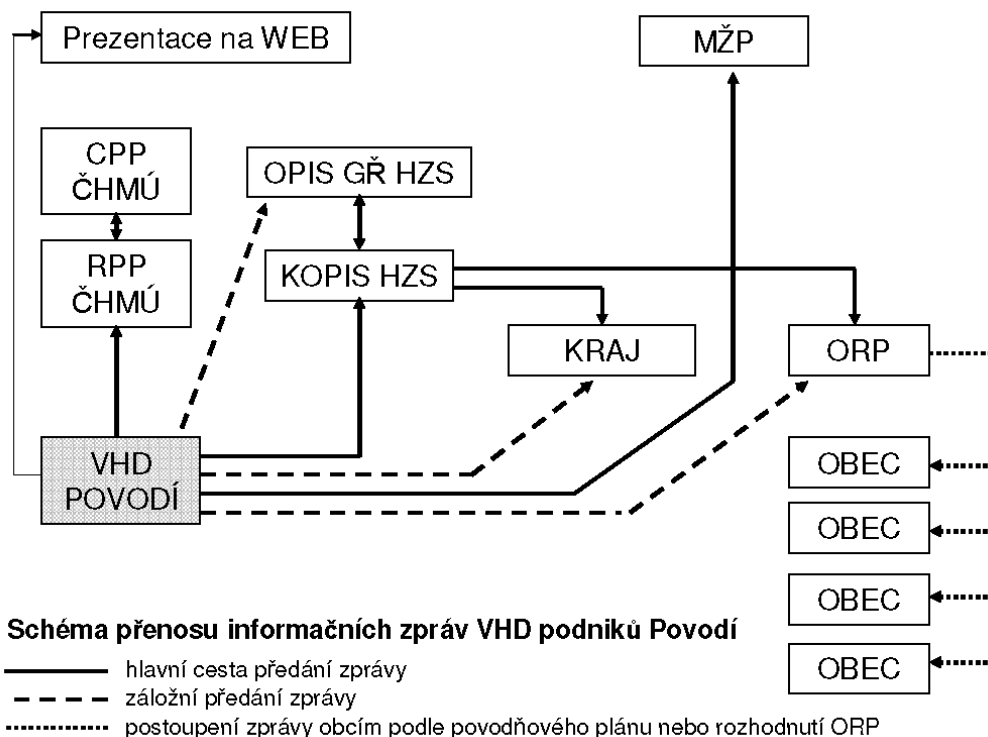 Prezentace na WEB
MŽP
CPP
ČHMÚ
OPIS GŘ HZS
RPP
ČHMÚ
KOPIS HZS
KRAJ
ORP
VHD
POVODÍ
OBEC
OBEC
OBEC
OBEC
Schéma přenosu informačních zpráv VHD podniků Povodí
hlavní cesta předání zprávy
záložní předání zprávy
postoupení zprávy obcím podle povodňového plánu nebo rozhodnutí ORP